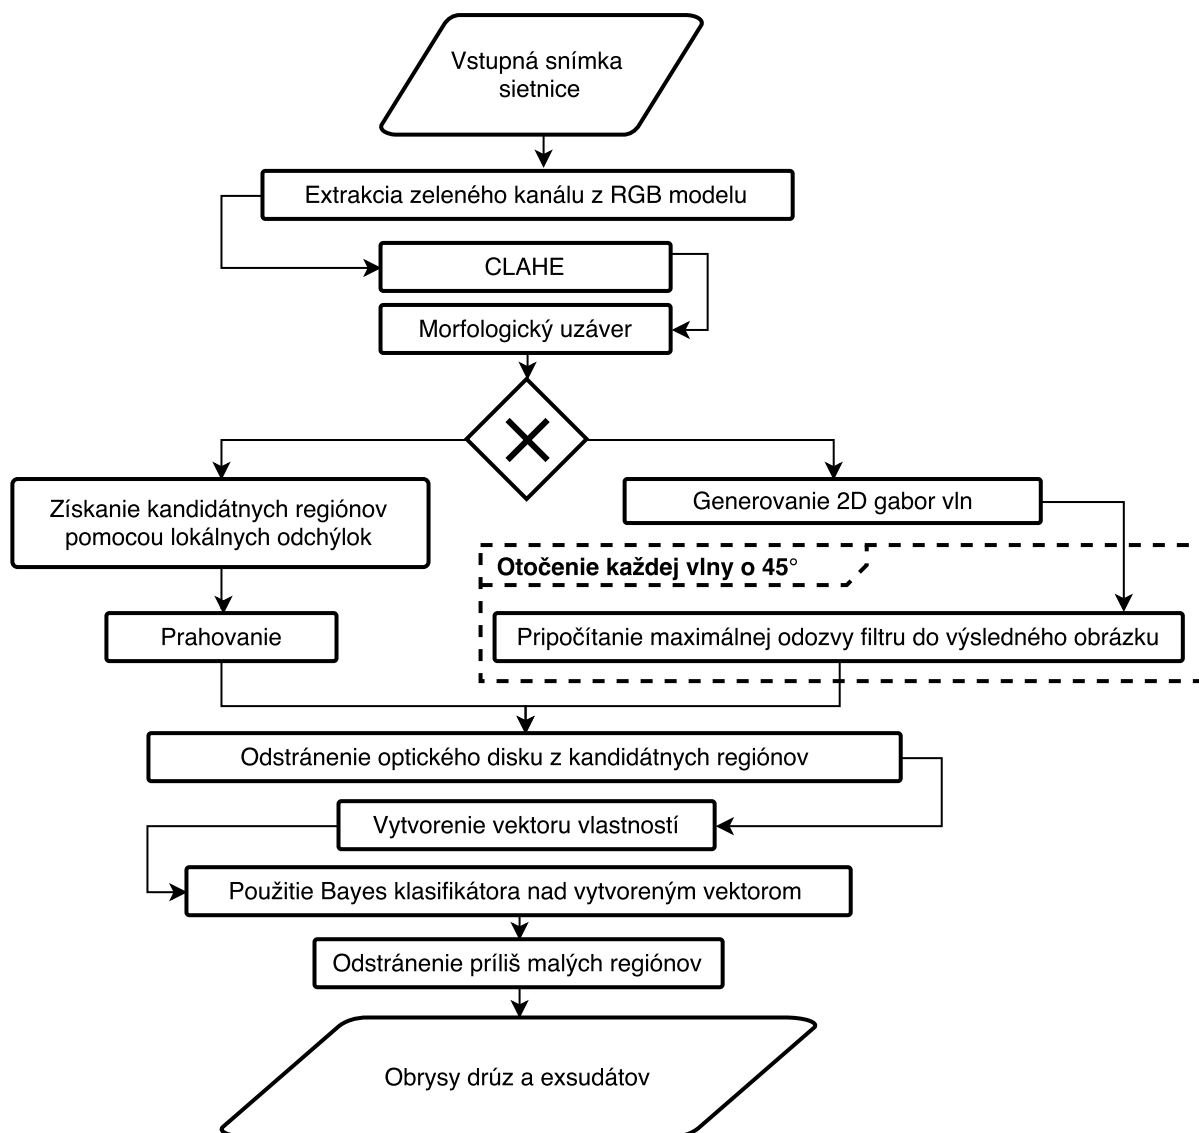 Vstupná snímka
sietnice
Extrakcia zeleného kanálu z RGB modelu
CLAHE
Morfologický uzáver
Získanie kandidátnych regiónov
pomocou lokálnych odchýlok
Prahovanie
Generovanie 2D gabor vln
Otočenie každej vlny o 45°
Pripočítanie maximálnej odozvy filtru do výsledného obrázku
Odstránenie optického disku z kandidátnych regiónov
Vytvorenie vektoru vlastností
Použitie Bayes klasifikátora nad vytvoreným vektorom
Odstránenie príliš malých regiónov
Obrysy drúz a exsudátov